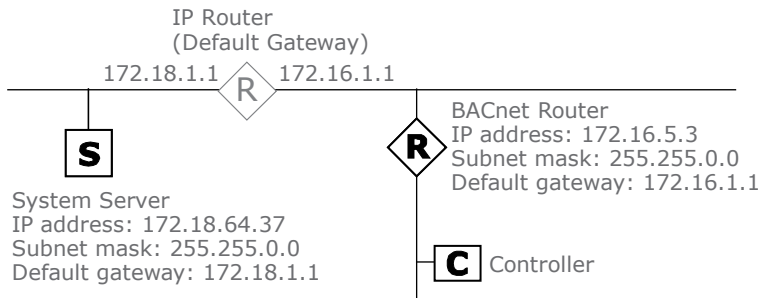 IP Router
(Default Gateway)
172.18.1.1
R
172.16.1.1
S
System Server
IP address: 172.18.64.37
Subnet mask: 255.255.0.0
Default gateway: 172.18.1.1
R
BACnet Router
IP address: 172.16.5.3
Subnet mask: 255.255.0.0
Default gateway: 172.16.1.1
C
Controller